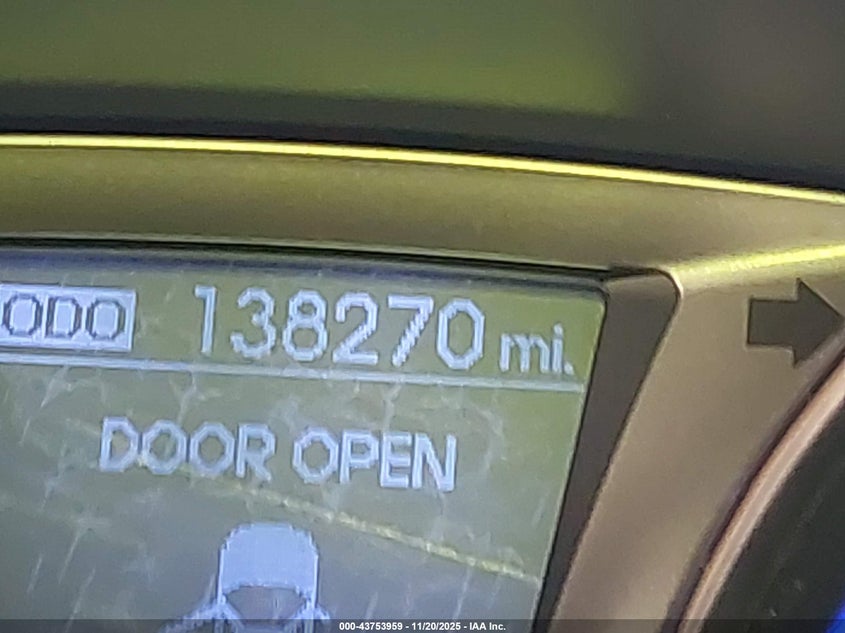 ODO 138270 mi.
DOOR OPEN
000-43753959 - 11/20/2025 - IAA Inc.